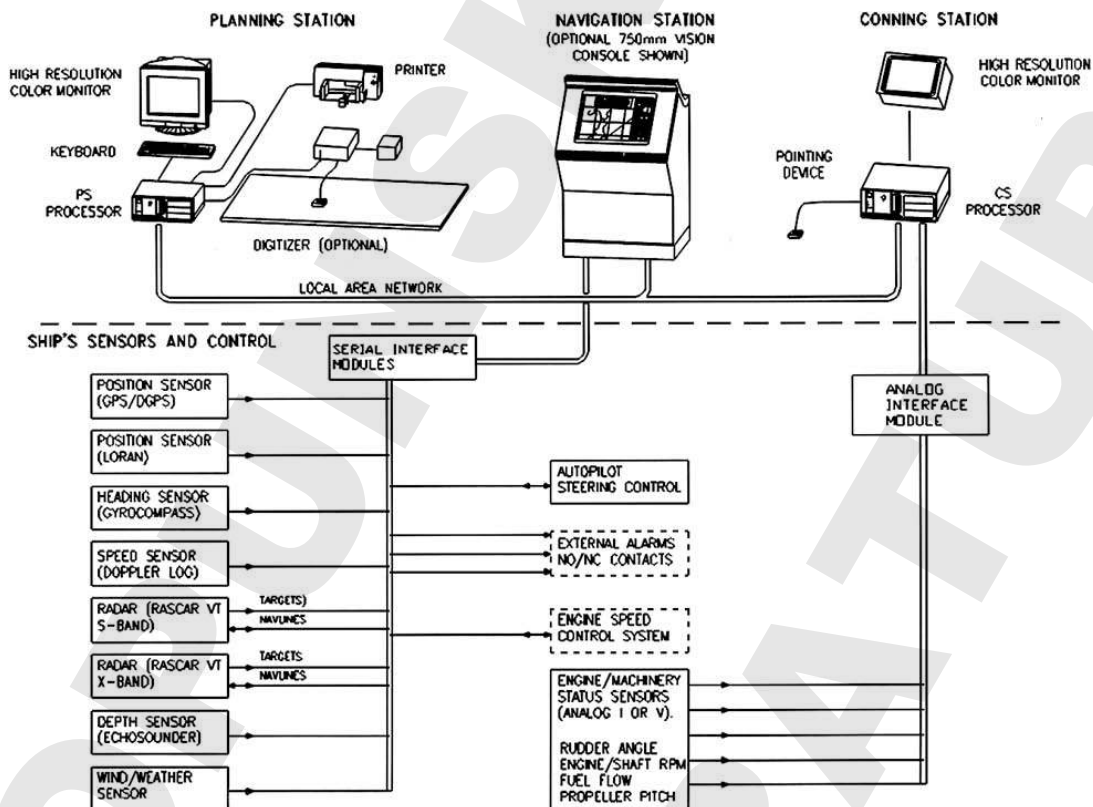 PLANNING STATION
HIGH RESOLUTION
COLOR MONITOR
PRINTER
KEYBOARD
PS
PROCESSOR
DIGITIZER (OPTIONAL)
NAVIGATION STATION
(OPTIONAL 750mm VISION
CONSOLE SHOWN)
CONNING STATION
HIGH RESOLUTION
COLOR MONITOR
POINTING
DEVICE
CS
PROCESSOR
LOCAL AREA NETWORK
SHIP'S SENSORS AND CONTROL
SERIAL INTERFACE
MODULES
ANALOG
INTERFACE
MODULE
POSITION SENSOR
(GPS/DGPS)
POSITION SENSOR
(LORAN)
HEADING SENSOR
(GYROCOMPASS)
SPEED SENSOR
(DOPPLER LOG)
RADAR (RASCAR VT
S-BAND)
TARGETS)
NAVLINES
RADAR (RASCAR VT
X-BAND)
TARGETS
NAVLINES
DEPTH SENSOR
(ECHOSOUNDER)
WIND/WEATHER
SENSOR
AUTOPILOT
STEERING CONTROL
EXTERNAL ALARMS
NO/NC CONTACTS
ENGINE SPEED
CONTROL SYSTEM
ENGINE/MACHINERY
STATUS SENSORS
(ANALOG I OR V).
RUDDER ANGLE
ENGINE/SHAFT RPM
FUEL FLOW
PROPELLER PITCH